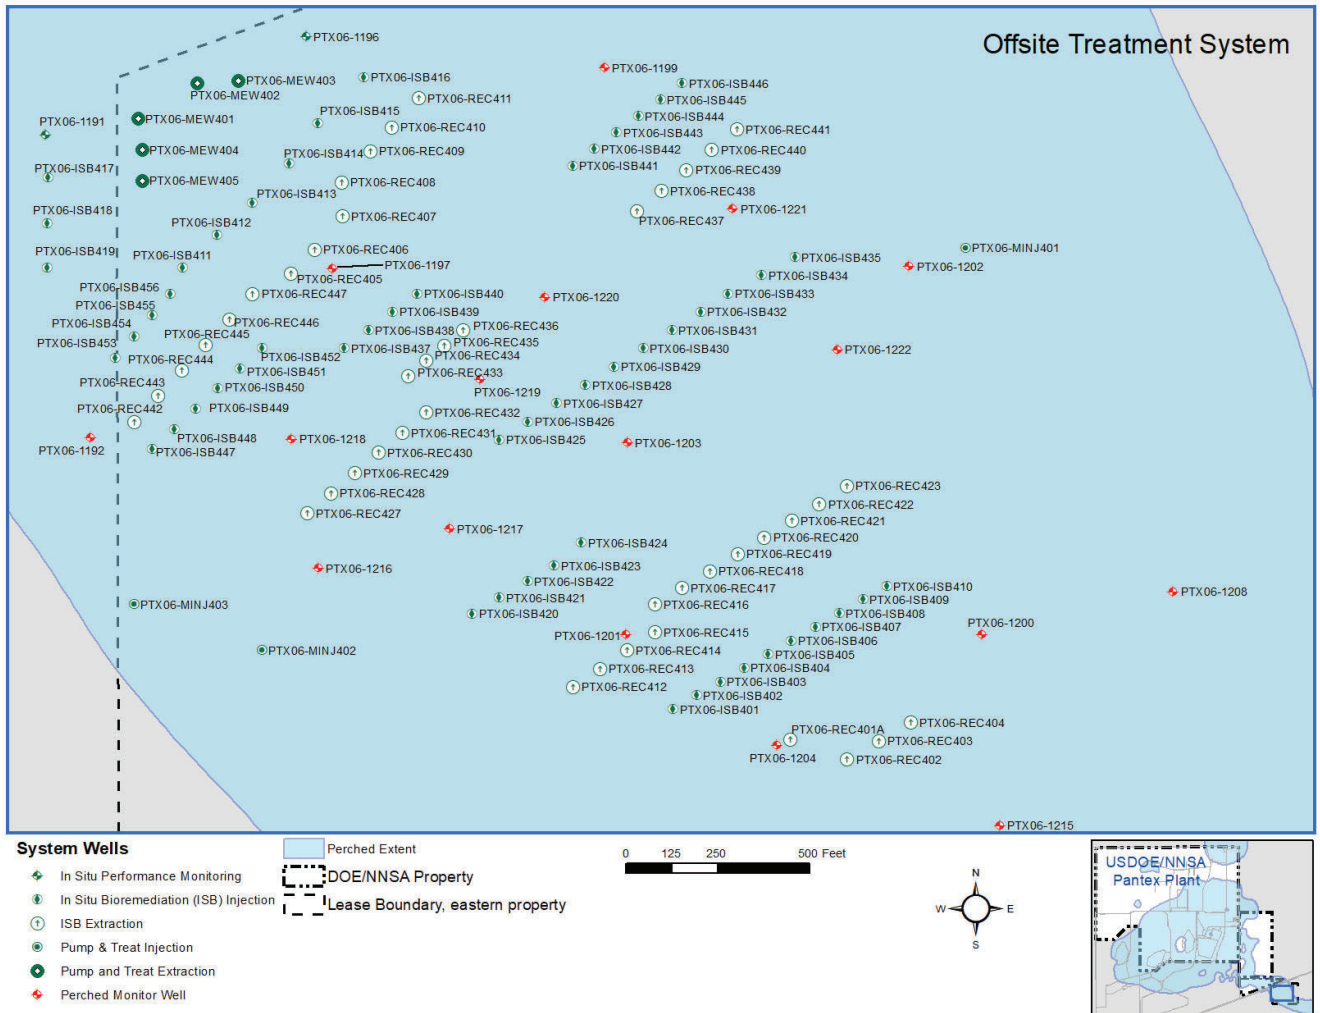 Offsite Treatment System
PTX06-1196
PTX06-1199
PTX06-ISB416
PTX06-MEW403
PTX06-MEW402
PTX06-ISB446
PTX06-REC411
PTX06-ISB445
PTX06-ISB415
PTX06-ISB444
PTX06-1191
PTX06-MEW401
PTX06-REC410
PTX06-ISB443
PTX06-REC441
PTX06-MEW404
PTX06-ISB414
PTX06-REC409
PTX06-ISB442
PTX06-REC440
PTX06-ISB441
PTX06-ISB417
PTX06-REC439
PTX06-MEW405
PTX06-REC408
PTX06-REC438
PTX06-ISB413
PTX06-ISB418
PTX06-1221
PTX06-REC407
PTX06-REC437
PTX06-ISB412
PTX06-MINJ401
PTX06-REC406
PTX06-ISB419
PTX06-ISB411
PTX06-ISB435
PTX06-1197
PTX06-1202
PTX06-REC405
PTX06-ISB434
PTX06-ISB456
PTX06-REC447
PTX06-ISB440
PTX06-1220
PTX06-ISB433
PTX06-ISB455
PTX06-ISB439
PTX06-ISB432
PTX06-ISB454
PTX06-REC446
PTX06-REC436
PTX06-REC445
PTX06-ISB438
PTX06-ISB431
PTX06-ISB453
PTX06-REC435
PTX06-ISB437
PTX06-ISB430
PTX06-1222
PTX06-REC444
PTX06-ISB452
PTX06-REC434
PTX06-ISB451
PTX06-REC433
PTX06-ISB429
PTX06-REC443
PTX06-ISB450
PTX06-1219
PTX06-ISB428
PTX06-REC442
PTX06-ISB449
PTX06-REC432
PTX06-ISB427
PTX06-ISB426
PTX06-ISB448
PTX06-1218
PTX06-REC431
PTX06-ISB425
PTX06-1203
PTX06-1192
PTX06-ISB447
PTX06-REC430
PTX06-REC429
PTX06-REC423
PTX06-REC428
PTX06-REC422
PTX06-REC427
PTX06-REC421
PTX06-1217
PTX06-REC420
PTX06-ISB424
PTX06-REC419
PTX06-1216
PTX06-ISB423
PTX06-REC418
PTX06-ISB422
PTX06-REC417
PTX06-ISB410
PTX06-1208
PTX06-MINJ403
PTX06-ISB421
PTX06-REC416
PTX06-ISB409
PTX06-ISB420
PTX06-ISB408
PTX06-1200
PTX06-1201
PTX06-REC415
PTX06-ISB407
PTX06-MINJ402
PTX06-REC414
PTX06-ISB406
PTX06-ISB405
PTX06-REC413
PTX06-ISB404
PTX06-REC412
PTX06-ISB403
PTX06-ISB402
PTX06-ISB401
PTX06-REC401A
PTX06-REC404
PTX06-REC403
PTX06-1204
PTX06-REC402
PTX06-1215
System Wells
In Situ Performance Monitoring
In Situ Bioremediation (ISB) Injection
ISB Extraction
Pump & Treat Injection
Pump and Treat Extraction
Perched Monitor Well
Perched Extent
DOE/NNSA Property
Lease Boundary, eastern property
0 125 250 500 Feet
N
W E
S
USDOE/NNSA
Pantex Plant